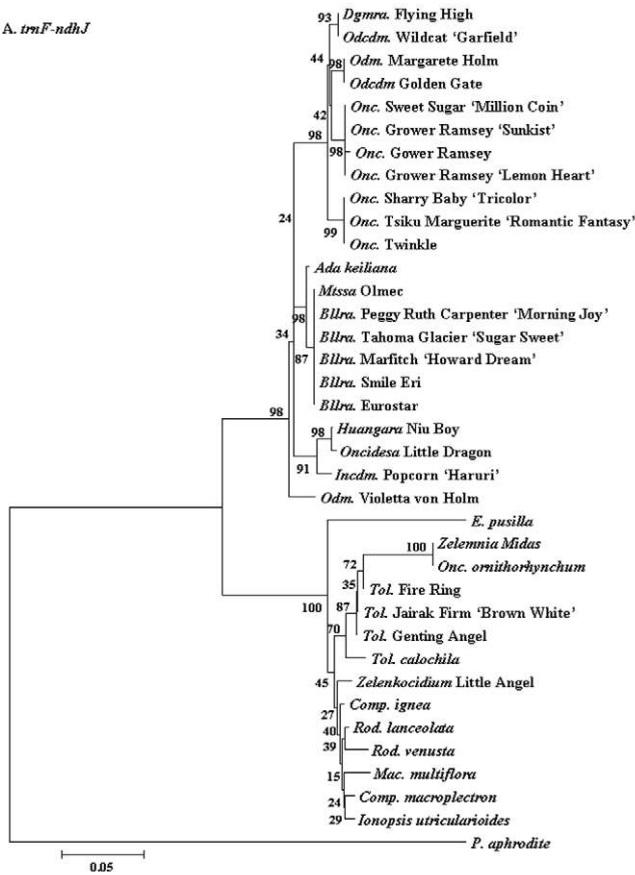 A. trnF-ndhJ
93
Dgmra. Flying High
Odcdm. Wildcat ‘Garfield’
44
98
Odm. Margarete Holm
Odcdm Golden Gate
42
Onc. Sweet Sugar ‘Million Coin’
Onc. Grower Ramsey ‘Sunkist’
98
98
Onc. Gower Ramsey
Onc. Grower Ramsey ‘Lemon Heart’
Onc. Sharry Baby ‘Tricolor’
24
Onc. Tsiku Marguerite ‘Romantic Fantasy’
99
Onc. Twinkle
Ada keiliana
Mtssa Olmec
98
Bllra. Peggy Ruth Carpenter ‘Morning Joy’
34
Bllra. Tahoma Glacier ‘Sugar Sweet’
87
Bllra. Marfitch ‘Howard Dream’
Bllra. Smile Eri
Bllra. Eurostar
98
98
Huangara Niu Boy
Oncidesa Little Dragon
91
Incdm. Popcorn ‘Haruri’
Odm. Violetta von Holm
E. pusilla
100
Zelemnia Midas
72
Onc. ornithorhynchum
35
Tol. Fire Ring
100
87
Tol. Jairak Firm ‘Brown White’
70
Tol. Genting Angel
Tol. calochila
45
Zelenkocidium Little Angel
Comp. ignea
27
40
Rod. lanceolata
39
Rod. venusta
15
Mac. multiflora
24
Comp. macroplectron
29
Ionopsis utricularioides
P. aphrodite
0.05